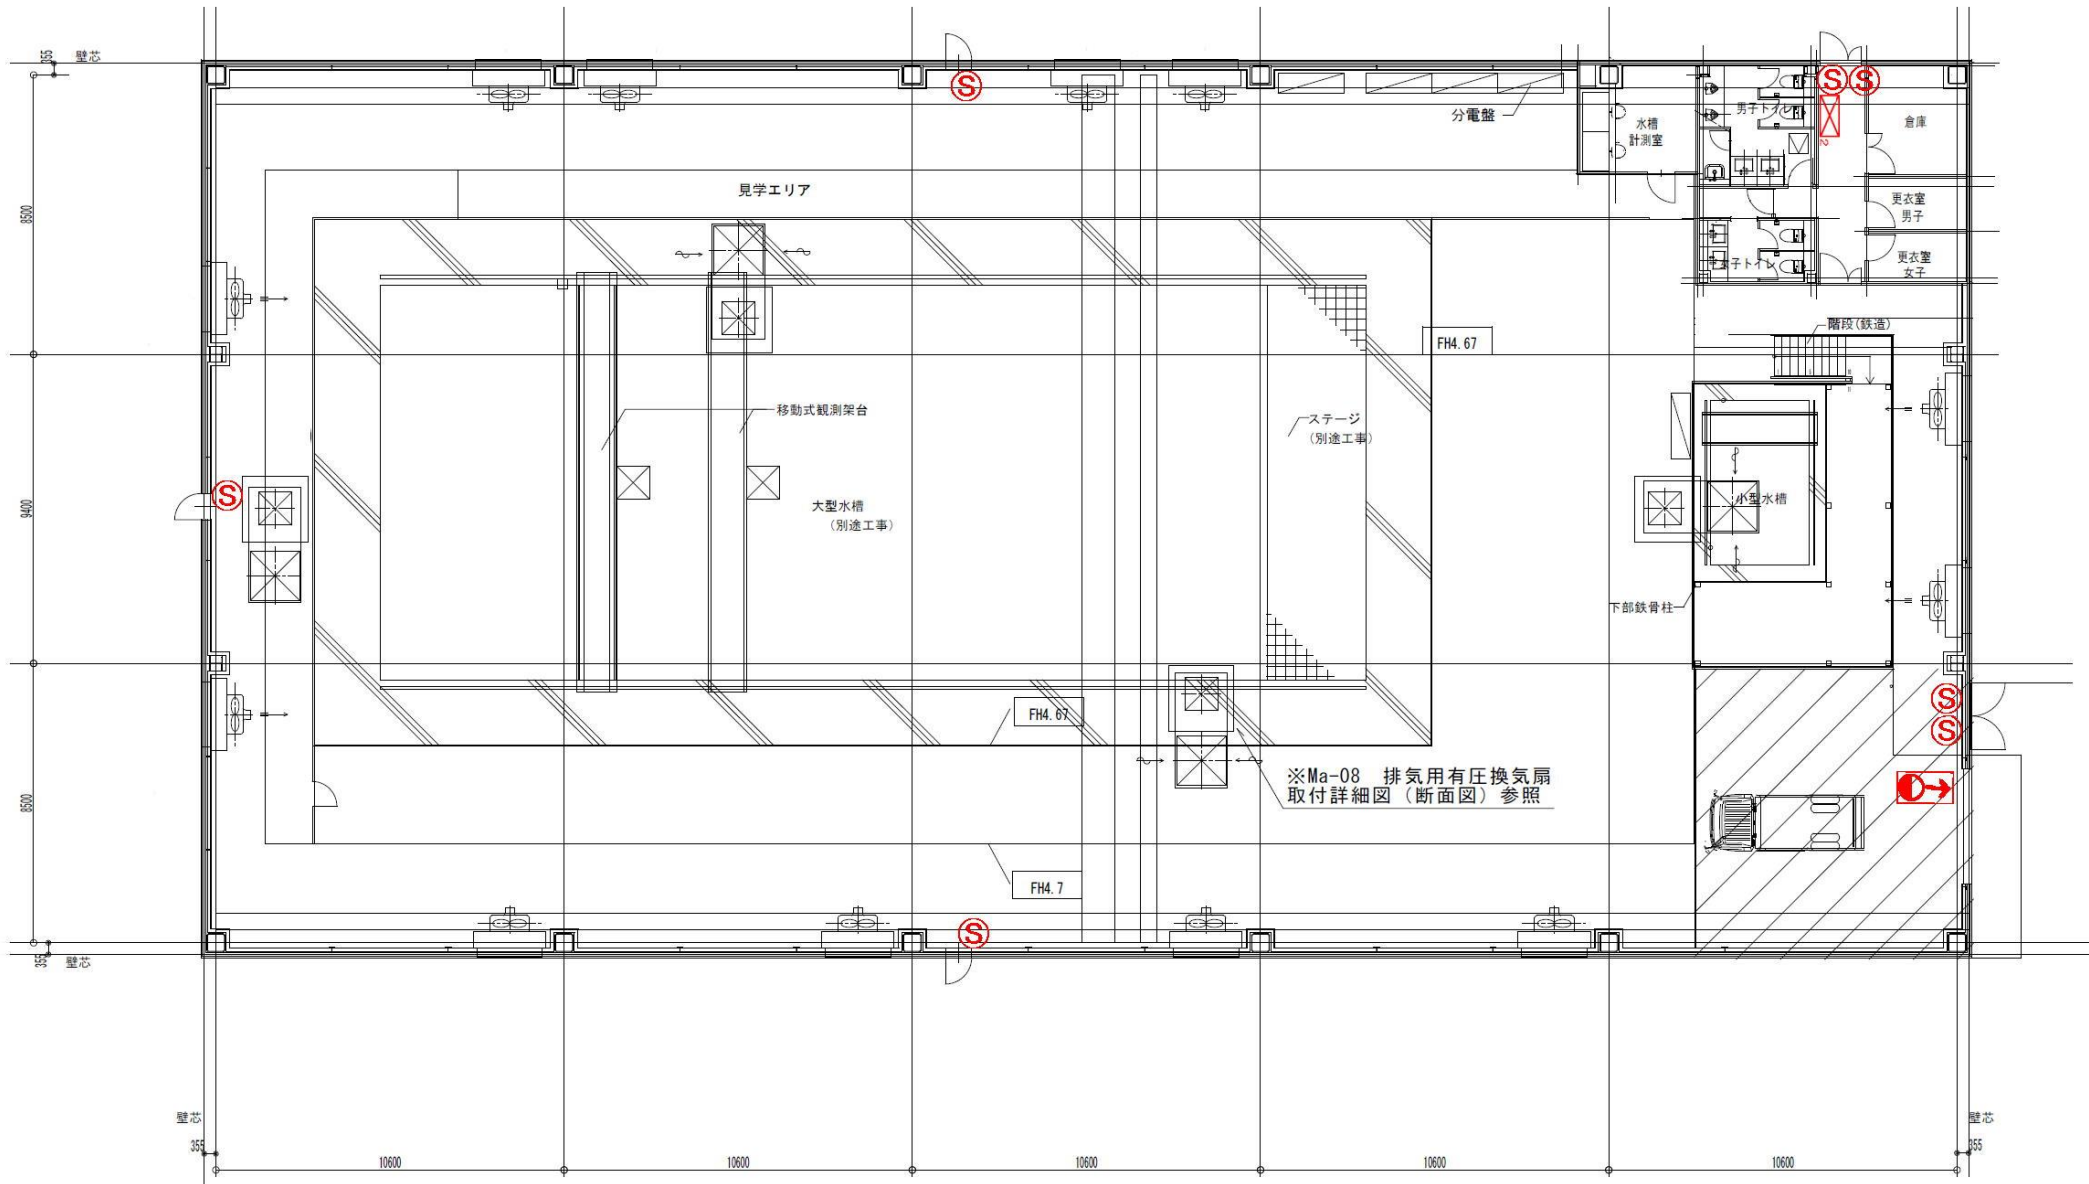 355
壁芯
分電盤
水槽
計測室
男子トイレ
2
倉庫
8500
見学エリア
更衣室
男子
女子トイレ
更衣室
女子
階段(鉄造)
FH4.67
移動式観測架台
ステージ
(別途工事)
9400
大型水槽
(別途工事)
小型水槽
下部鉄骨柱
FH4.67
※Ma-08 排気用有圧換気扇
取付詳細図(断面図)参照
8500
FH4.7
355
壁芯
S
S
S
S
S
S
S
壁芯
355
10600
10600
10600
10600
10600
壁芯
355